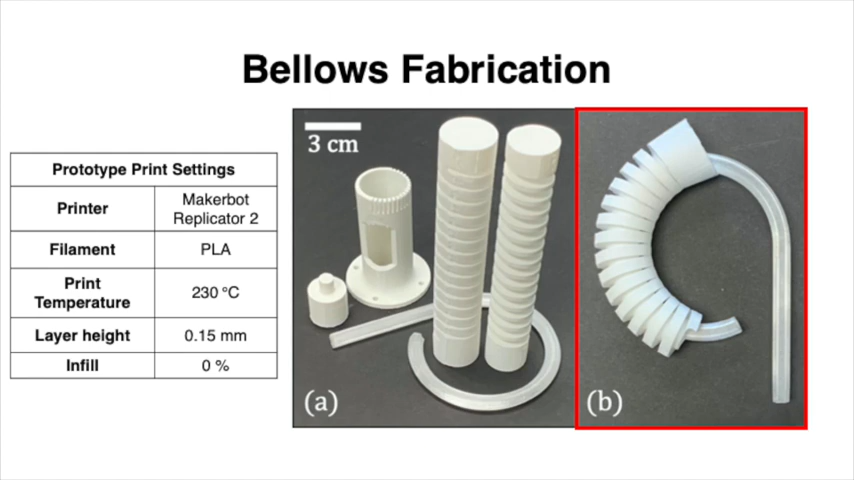 Bellows Fabrication
Prototype Print Settings
Printer
Makerbot
Replicator 2
Filament
PLA
Print
Temperature
230 °C
Layer height
0.15 mm
Infill
0 %
3 cm
(a)
(b)